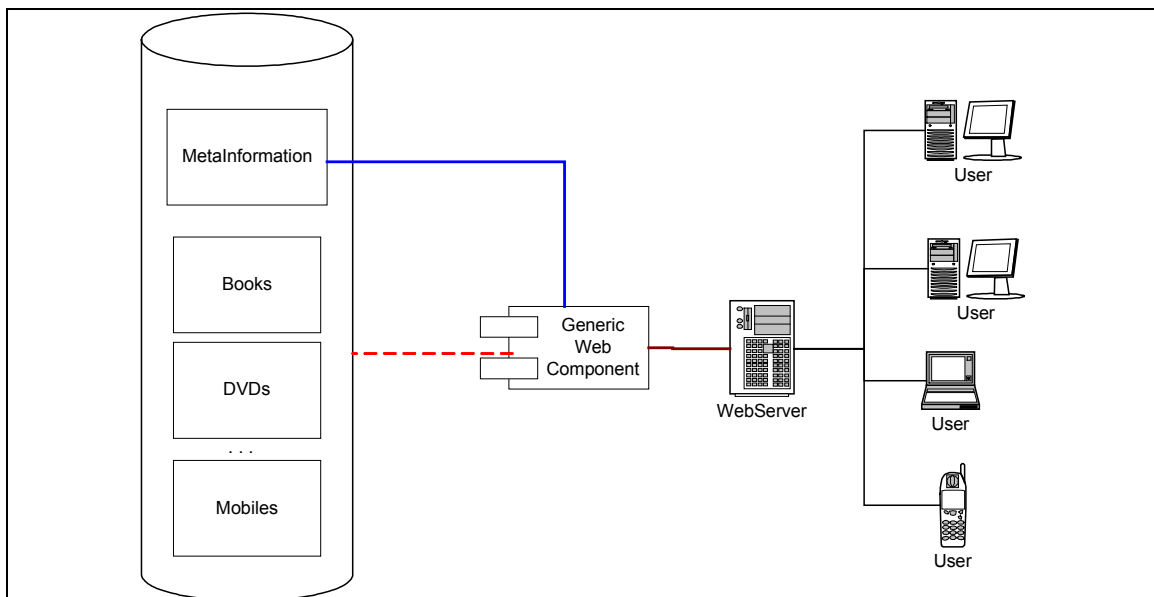 MetaInformation
Books
DVDs
. . .
Mobiles
Generic
Web
Component
WebServer
User
User
User
User